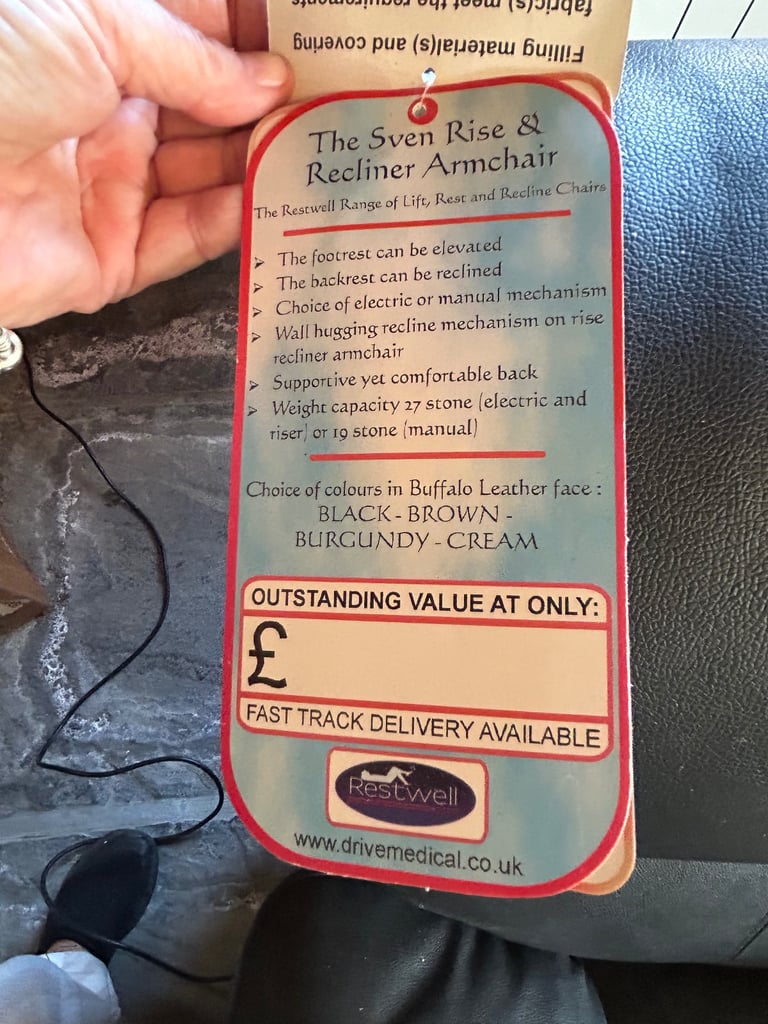 fabric(s) meet the requirements
Filling material(s) and covering
The Sven Rise &
Recliner Armchair
The Restwell Range of Lift, Rest and Recline Chairs
➢ The footrest can be elevated
➢ The backrest can be reclined
➢ Choice of electric or manual mechanism
➢ Wall hugging recline mechanism on rise
recliner armchair
➢ Supportive yet comfortable back
➢ Weight capacity 27 stone (electric and
riser) or 19 stone (manual)
Choice of colours in Buffalo Leather face :
BLACK - BROWN -
BURGUNDY - CREAM
OUTSTANDING VALUE AT ONLY:
£
FAST TRACK DELIVERY AVAILABLE
Restwell
www.drivemedical.co.uk